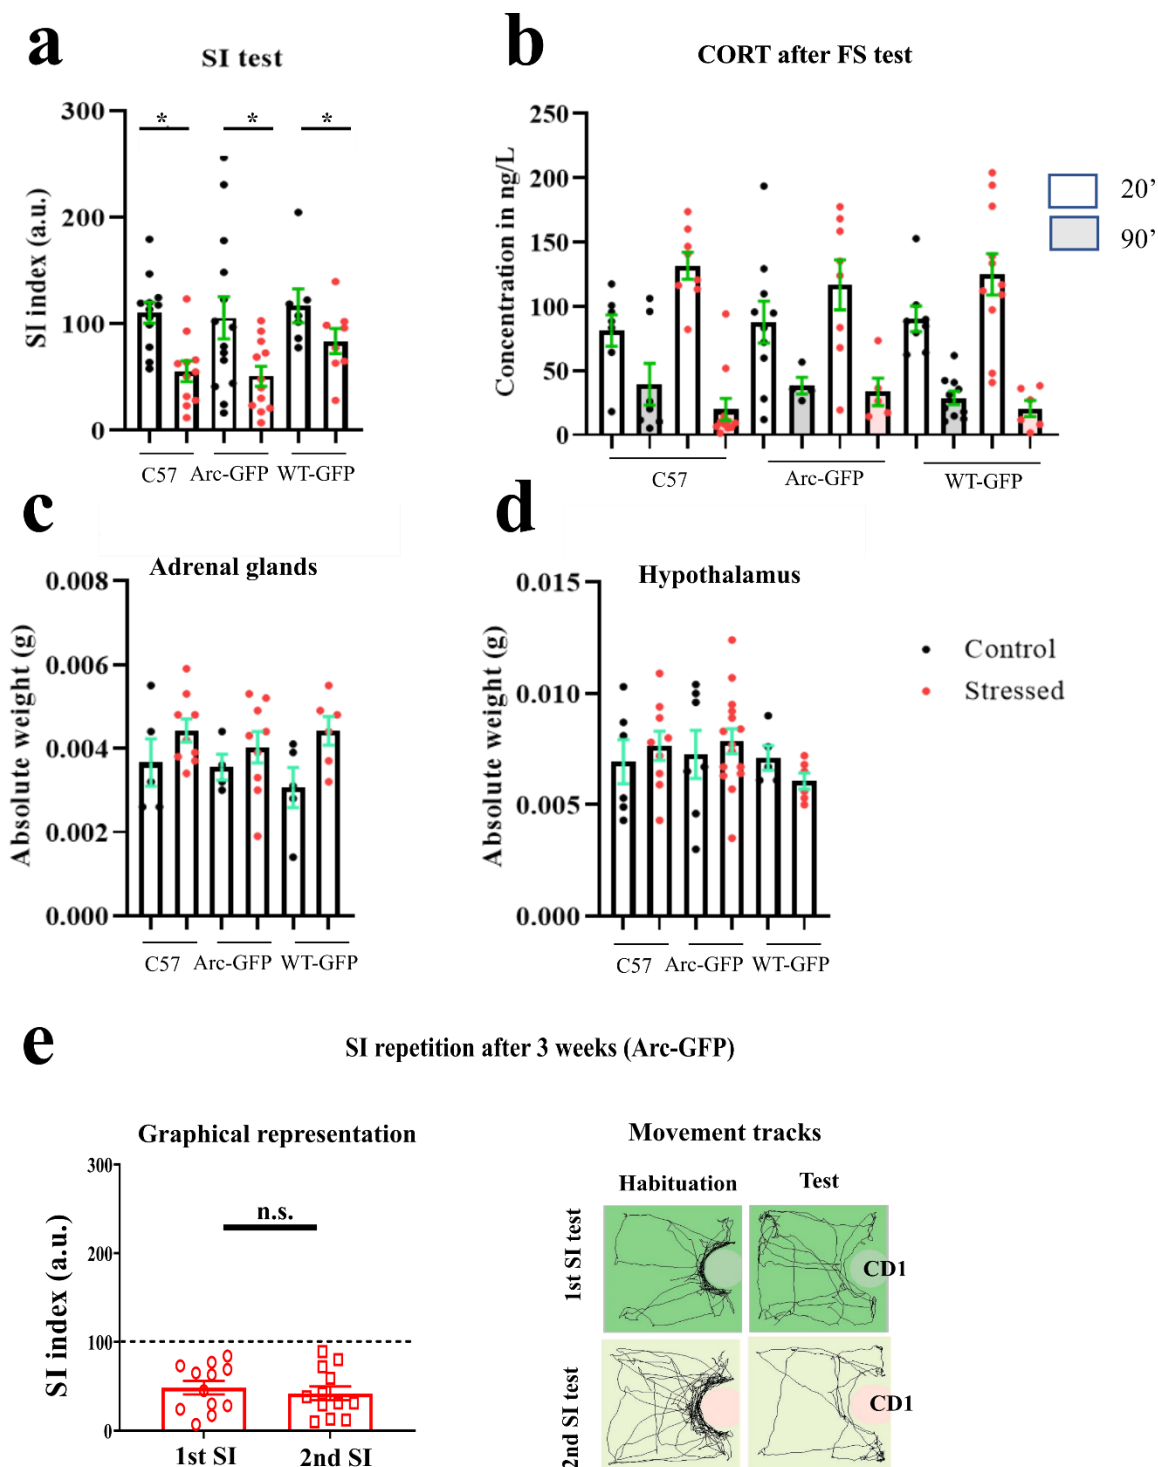 a
SI test
SI index (a.u.)
300
200
100
0
*
*
*
C57 Arc-GFP WT-GFP
b
CORT after FS test
Concentration in ng/L
250
200
150
100
50
0
C57
Arc-GFP
WT-GFP
20’
90’
c
Adrenal glands
Absolute weight (g)
0.008
0.006
0.004
0.002
0.000
C57 Arc-GFP WT-GFP
d
Hypothalamus
Absolute weight (g)
0.015
0.010
0.005
0.000
C57 Arc-GFP WT-GFP
Control
Stressed
e
SI repetition after 3 weeks (Arc-GFP)
Graphical representation
SI index (a.u.)
300
200
100
0
n.s.
1st SI
2nd SI
Movement tracks
Habituation
Test
1st SI test
CD1
2nd SI test
CD1